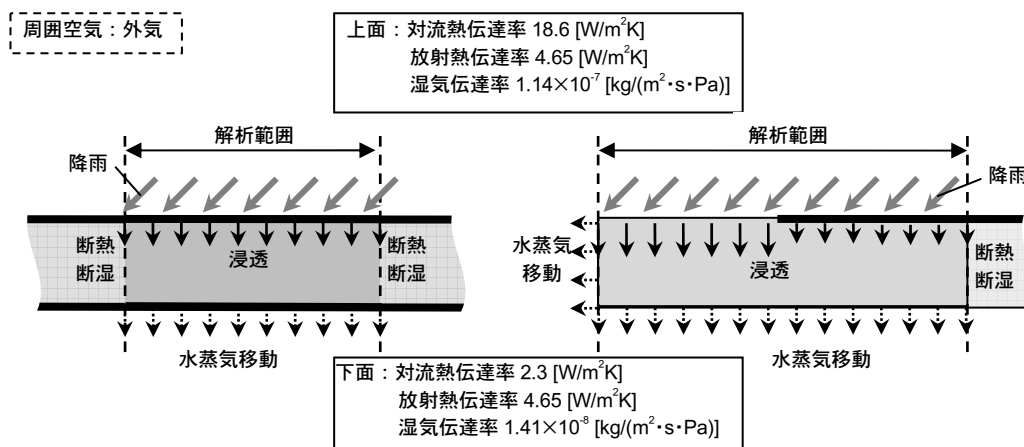 周囲空気：外気
上面：対流熱伝達率 18.6 [W/m²K]
放射熱伝達率 4.65 [W/m²K]
湿気伝達率 1.14×10⁻⁷ [kg/(m²・s・Pa)]
解析範囲
降雨
断熱
断湿
浸透
断熱
断湿
水蒸気移動
解析範囲
降雨
水蒸気
移動
浸透
断熱
断湿
水蒸気移動
下面：対流熱伝達率 2.3 [W/m²K]
放射熱伝達率 4.65 [W/m²K]
湿気伝達率 1.41×10⁻⁸ [kg/(m²・s・Pa)]